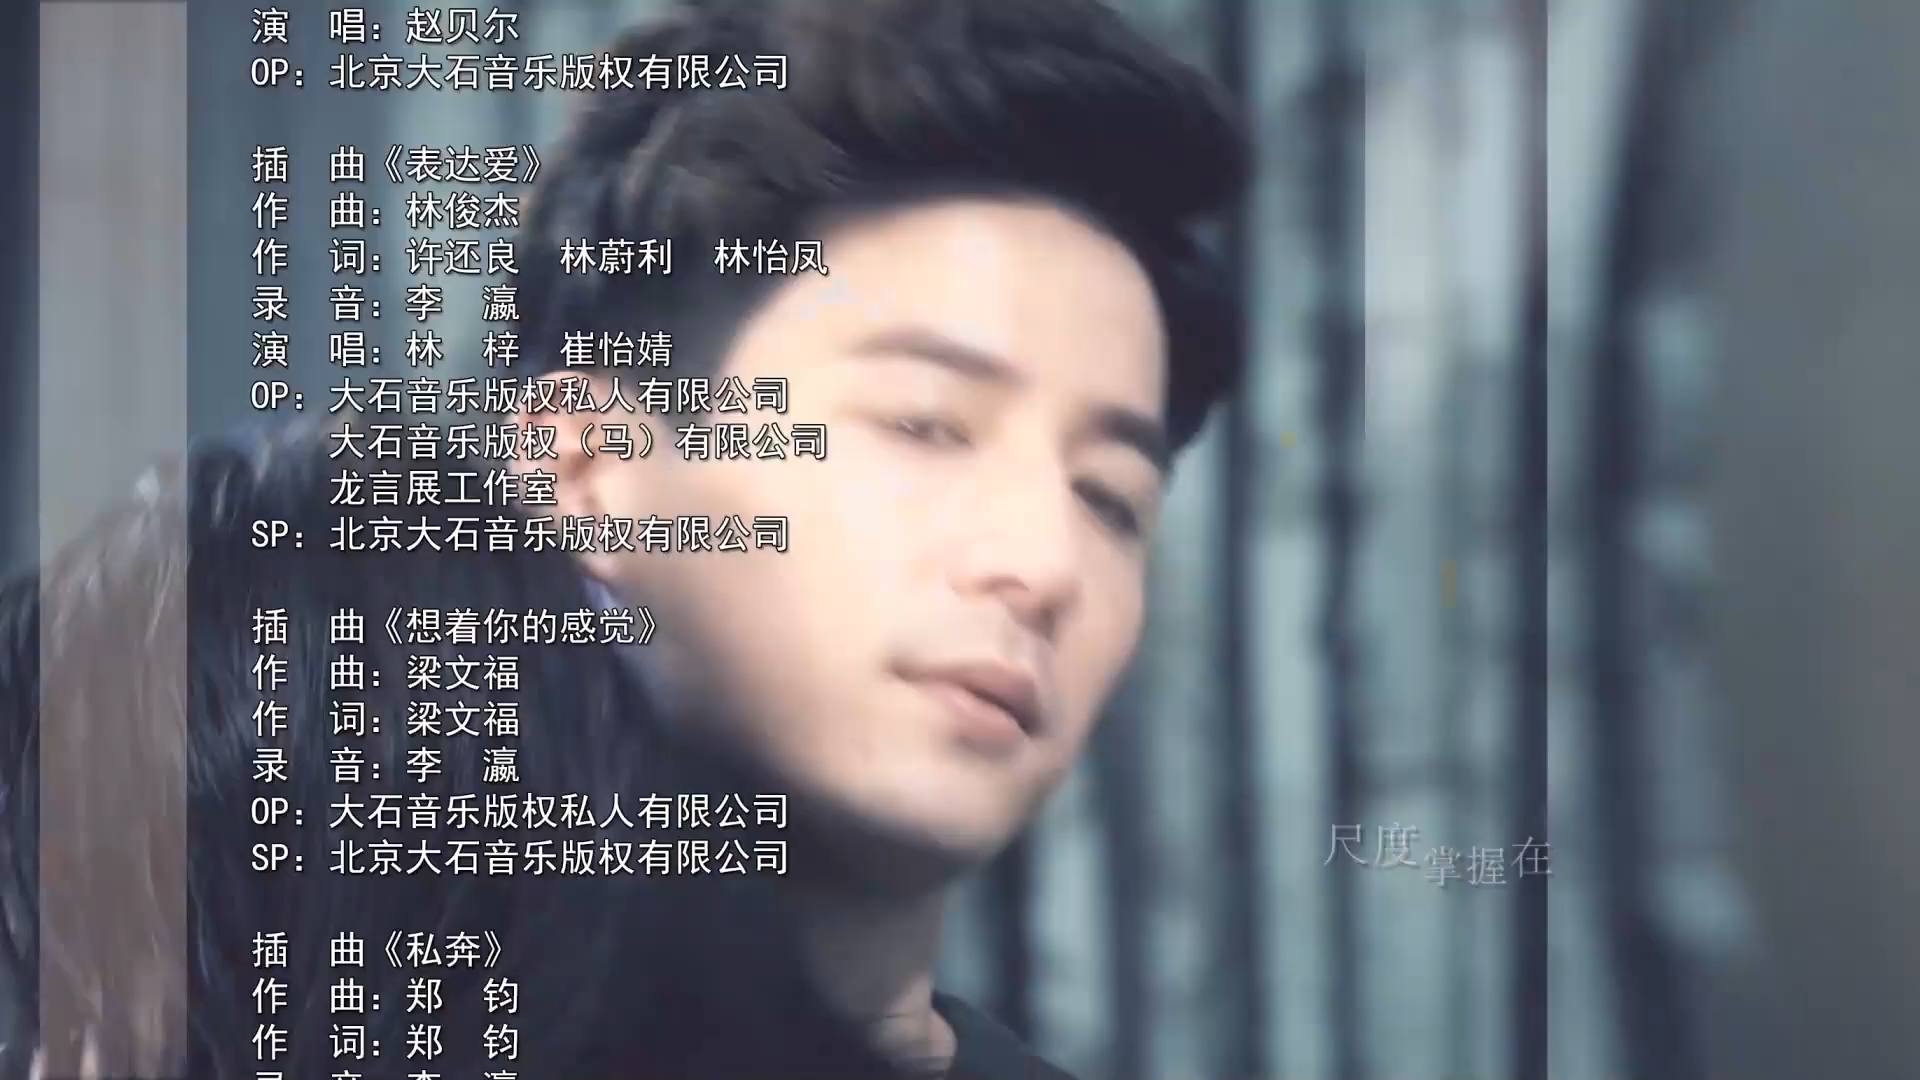 演　唱：赵贝尔
OP：北京大石音乐版权有限公司
插　曲《表达爱》
作　曲：林俊杰
作　词：许还良　林蔚利　林怡凤
录　音：李　瀛
演　唱：林　梓　崔怡婧
OP：大石音乐版权私人有限公司
大石音乐版权（马）有限公司
龙言展工作室
SP：北京大石音乐版权有限公司
插　曲《想着你的感觉》
作　曲：梁文福
作　词：梁文福
录　音：李　瀛
OP：大石音乐版权私人有限公司
SP：北京大石音乐版权有限公司
尺度掌握在
插　曲《私奔》
作　曲：郑　钧
作　词：郑　钧